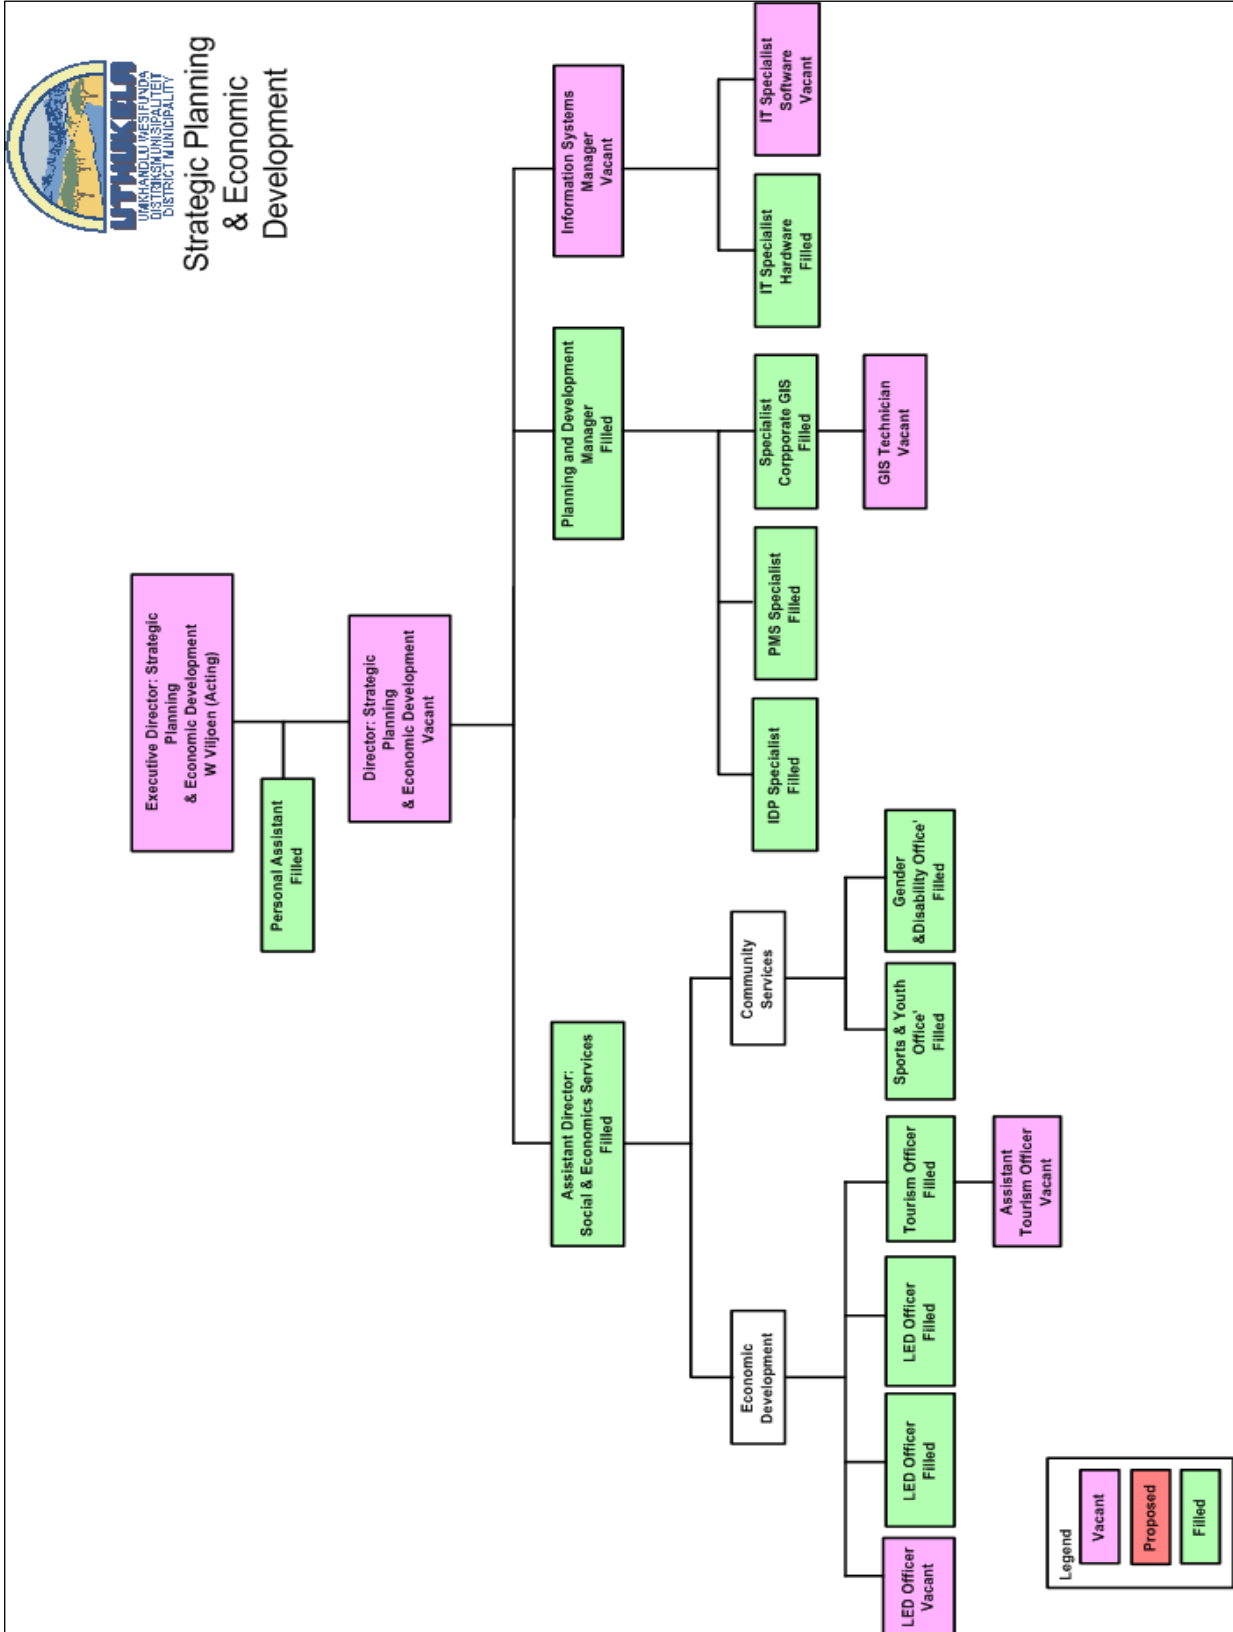 UTHUKELA
UMKHANDLU WESIFUNDA
DISTRIKSMUNISIPALITEIT
DISTRICT MUNICIPALITY
Strategic Planning
& Economic
Development
Executive Director: Strategic
Planning
& Economic Development
W Viljoen (Acting)
Personal Assistant
Filled
Director: Strategic
Planning
& Economic Development
Vacant
Assistant Director:
Social & Economics Services
Filled
Planning and Development
Manager
Filled
Information Systems
Manager
Vacant
Economic
Development
Community
Services
IDP Specialist
Filled
PMS Specialist
Filled
Specialist
Corpporate GIS
Filled
IT Specialist
Hardware
Filled
IT Specialist
Software
Vacant
LED Officer
Vacant
LED Officer
Filled
LED Officer
Filled
Tourism Officer
Filled
Sports & Youth
Office'
Filled
Gender
&Disability Office'
Filled
GIS Technician
Vacant
Assistant
Tourism Officer
Vacant
Legend
Vacant
Proposed
Filled